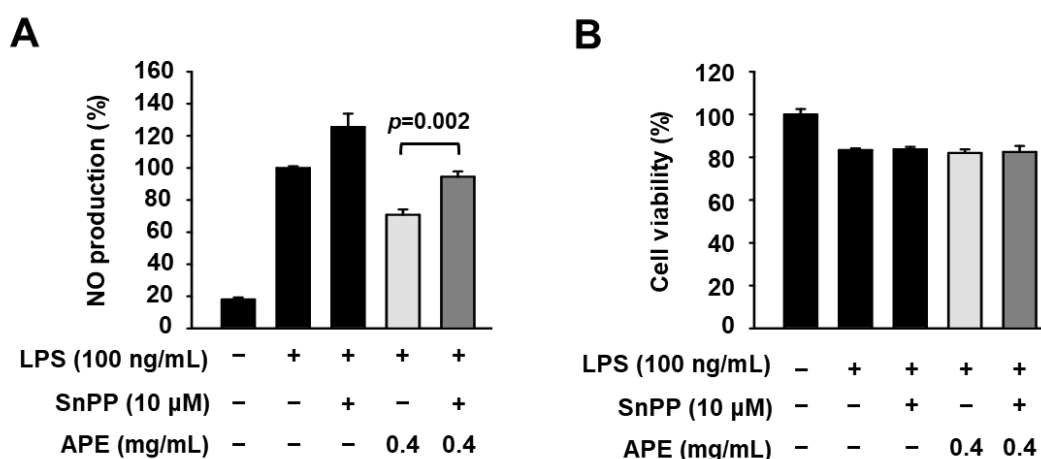 A
NO production (%)
160
140
120
100
80
60
40
20
0
p=0.002
LPS (100 ng/mL) – + + + +
SnPP (10 µM) – – + – +
APE (mg/mL) – – – 0.4 0.4
B
Cell viability (%)
120
100
80
60
40
20
0
LPS (100 ng/mL) – + + + +
SnPP (10 µM) – – + – +
APE (mg/mL) – – – 0.4 0.4